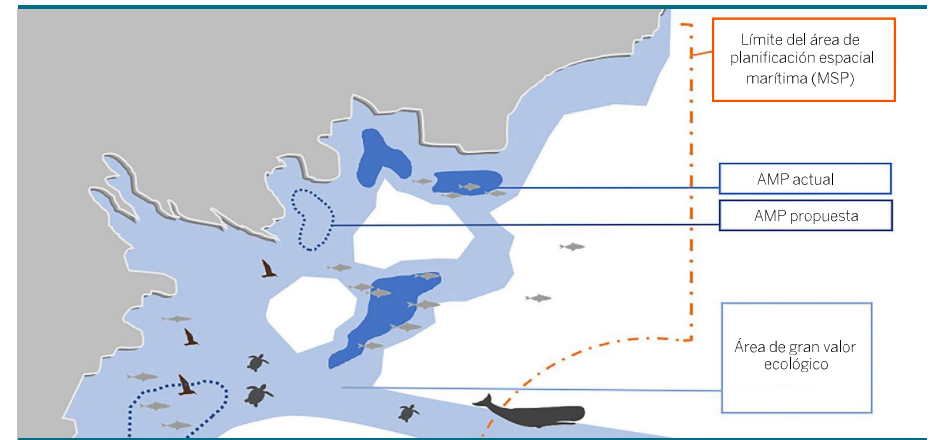 Límite del área de
planificación espacial
marítima (MSP)
AMP actual
AMP propuesta
Área de gran valor
ecológico